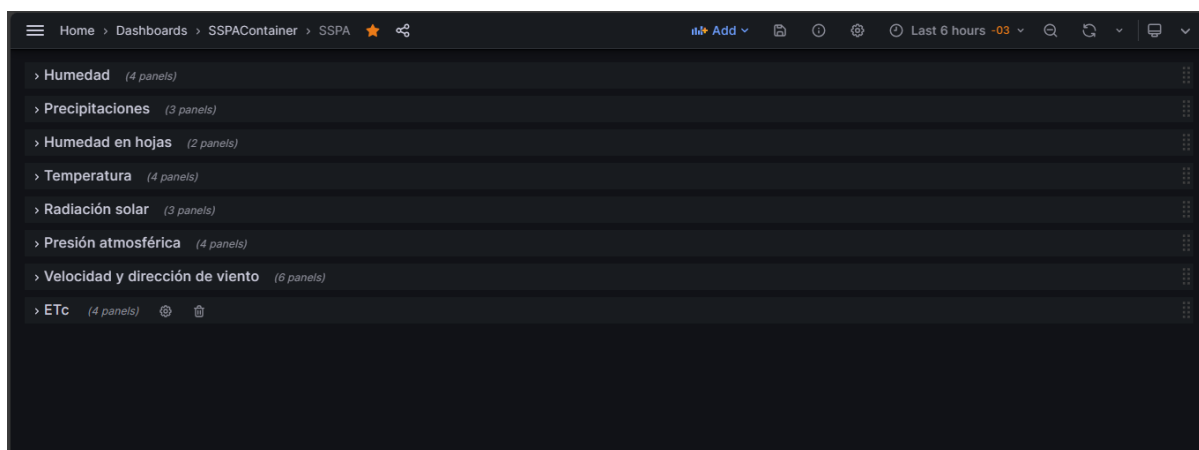 Home > Dashboards > SSPAContainer > SSPA Add Last 6 hours -03
Humedad (4 panels)
Precipitaciones (3 panels)
Humedad en hojas (2 panels)
Temperatura (4 panels)
Radiación solar (3 panels)
Presión atmosférica (4 panels)
Velocidad y dirección de viento (6 panels)
ETc (4 panels)